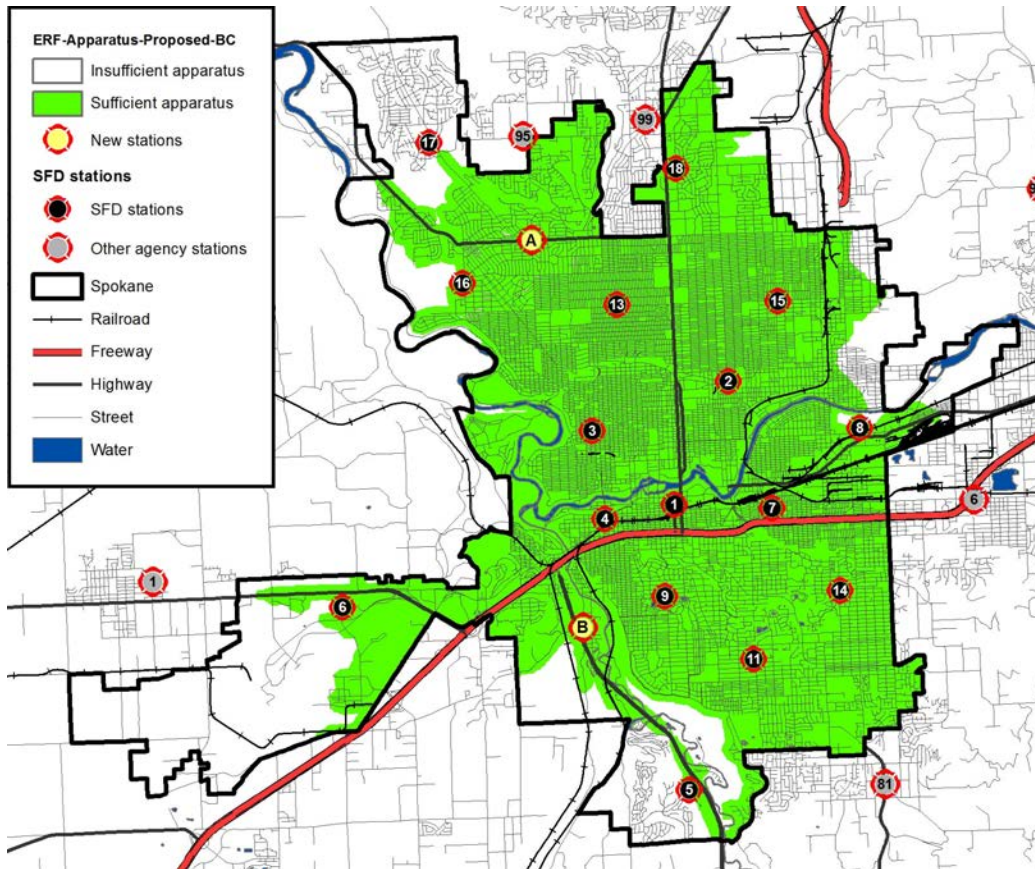 ERF-Apparatus-Proposed-BC
Insufficient apparatus
Sufficient apparatus
New stations
SFD stations
SFD stations
Other agency stations
Spokane
Railroad
Freeway
Highway
Street
Water
99
95
17
18
A
16
15
13
2
8
3
6
1
7
4
1
14
9
6
B
11
81
5